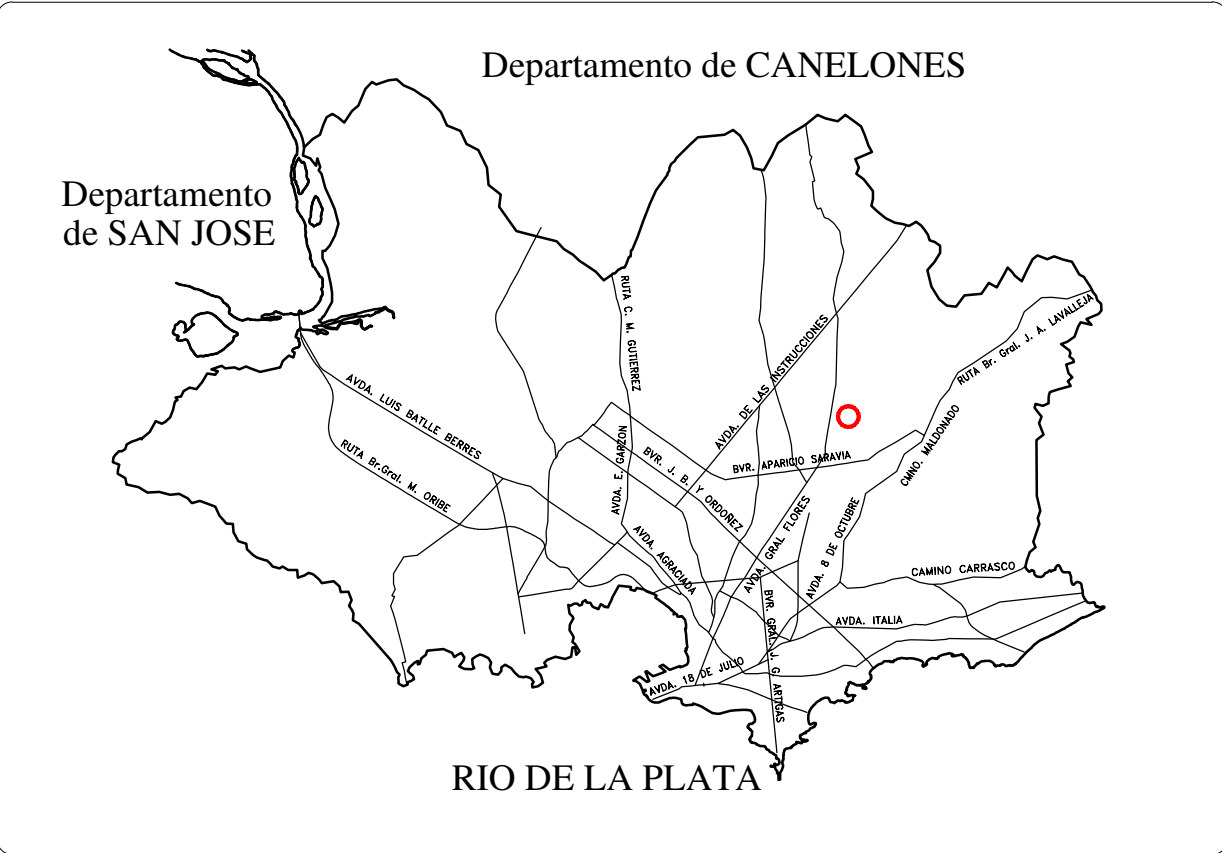 Departamento de CANELONES
Departamento
de SAN JOSE
RUTA C. M. GUTIERREZ
AVDA. DE LAS INSTRUCCIONES
RUTA Br. Gral. J. A. LAVALLEJA
AVDA. LUIS BATLLE BERRES
RUTA Br.Gral. M. ORIBE
AVDA. E. GARZON
BVR. J. B. Y ORDOÑEZ
BVR. APARICIO SARAVIA
CMNO. MALDONADO
AVDA. AGRACIADA
AVDA. GRAL FLORES
AVDA. 8 DE OCTUBRE
CAMINO CARRASCO
AVDA. ITALIA
BVR. GRAL. J. G. ARTIGAS
AVDA. 18 DE JULIO
RIO DE LA PLATA